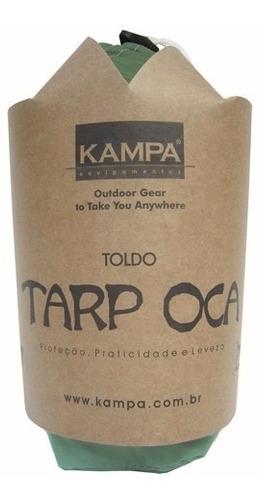 KAMPA®
equipamentos
Outdoor Gear
to Take You Anywhere
TOLDO
TARP OCA
Proteção, Praticidade e Leveza
www.kampa.com.br